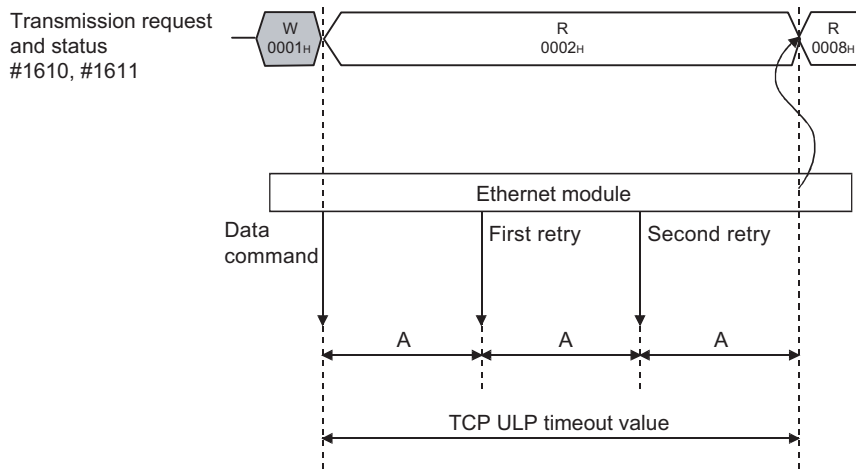 Transmission request
and status
#1610, #1611
W
0001H
R
0002H
R
0008H
Ethernet module
Data
command
First retry
Second retry
A
A
A
TCP ULP timeout value